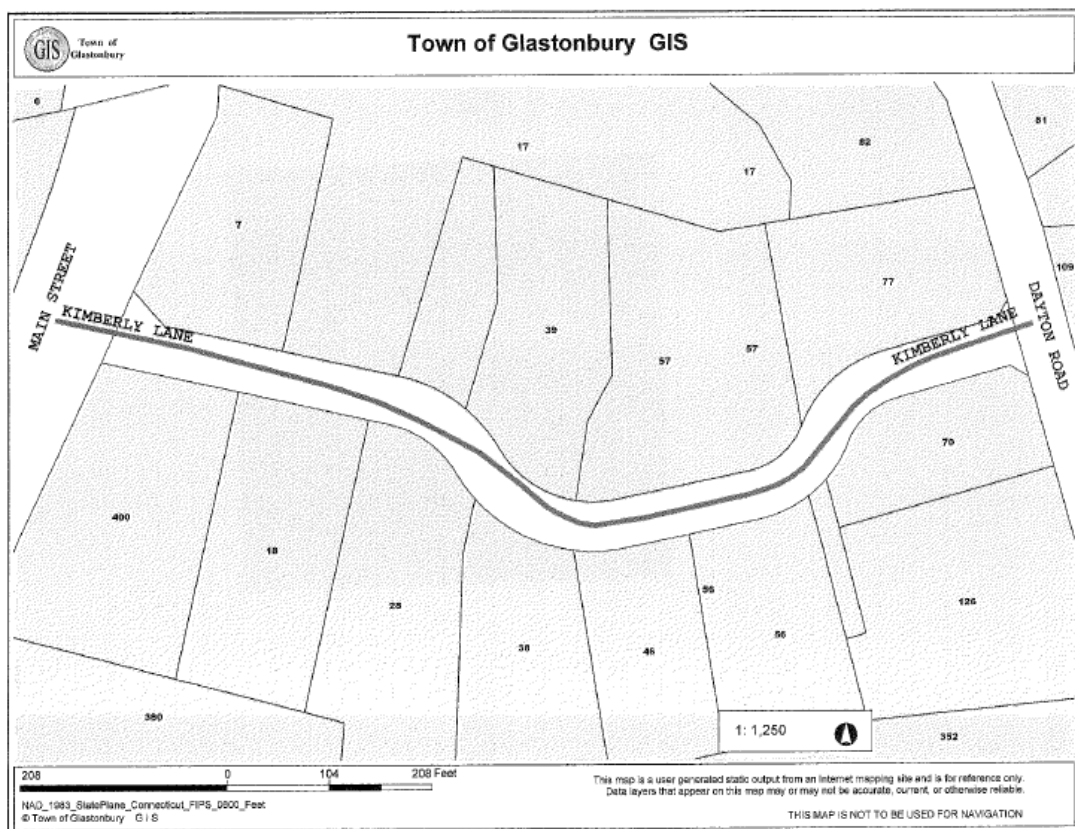 GIS
Town of
Glastonbury
Town of Glastonbury GIS
6
17
82
81
17
7
MAIN STREET
77
109
KIMBERLY LANE
39
57
57
KIMBERLY LANE
DAYTON ROAD
70
400
18
28
38
46
56
56
126
380
352
1: 1,250
208
0
104
208 Feet
NAD_1983_StatePlane_Connecticut_FIPS_0600_Feet
© Town of Glastonbury G I S
This map is a user generated static output from an Internet mapping site and is for reference only.
Data layers that appear on this map may or may not be accurate, current, or otherwise reliable.
THIS MAP IS NOT TO BE USED FOR NAVIGATION